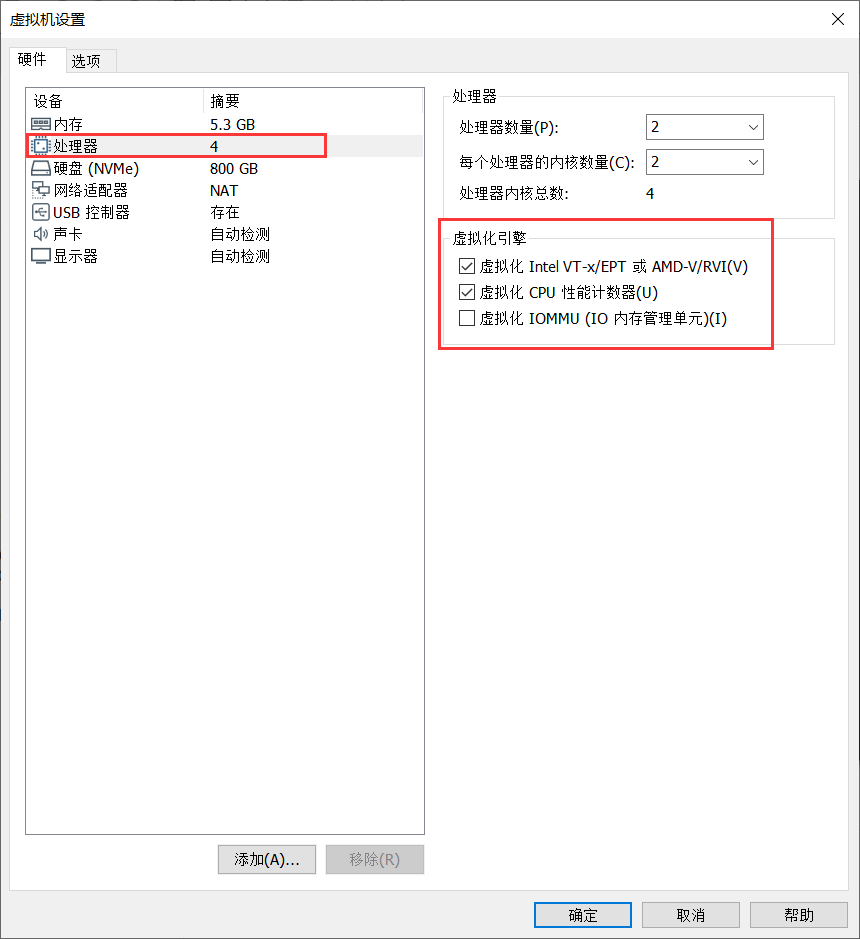 虚拟机设置
硬件 选项
设备 摘要
内存 5.3 GB
处理器 4
硬盘 (NVMe) 800 GB
网络适配器 NAT
USB 控制器 存在
声卡 自动检测
显示器 自动检测
添加(A)... 移除(R)
处理器
处理器数量(P): 2
每个处理器的内核数量(C): 2
处理器内核总数: 4
虚拟化引擎
虚拟化 Intel VT-x/EPT 或 AMD-V/RVI(V)
虚拟化 CPU 性能计数器(U)
虚拟化 IOMMU (IO 内存管理单元)(I)
确定 取消 帮助